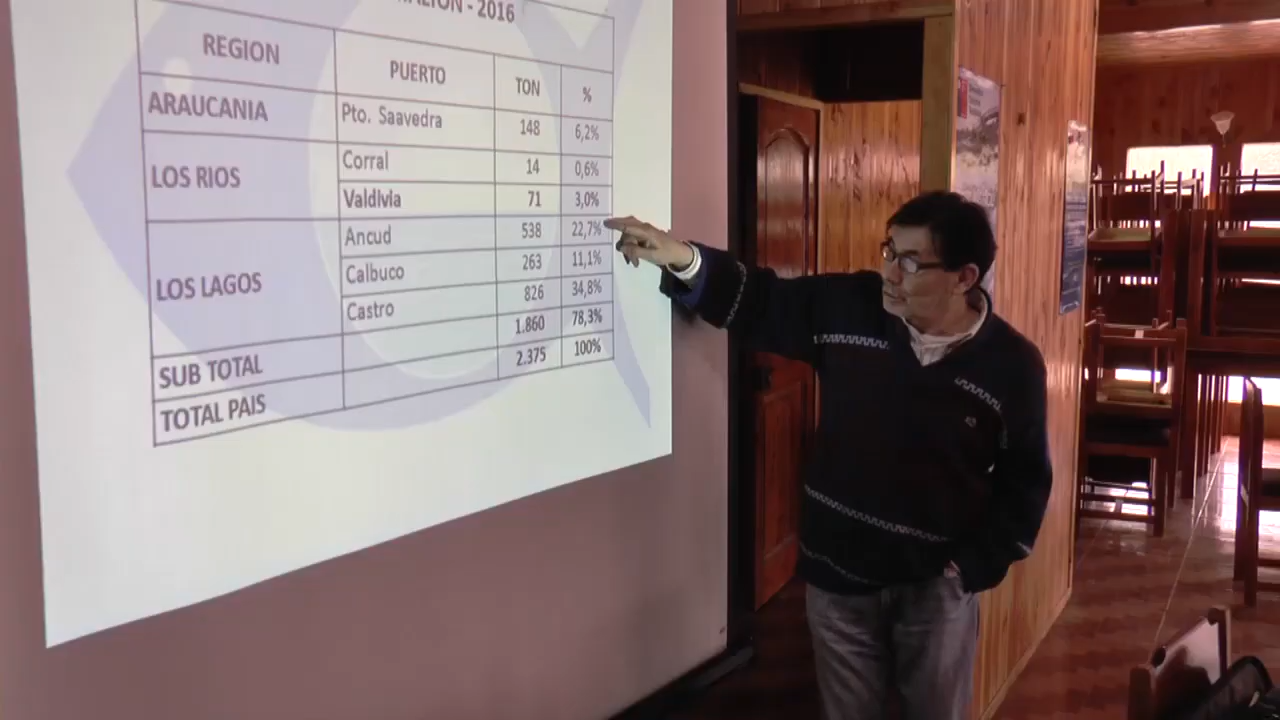 - 2016
REGION PUERTO TON %
ARAUCANIA Pto. Saavedra 148 6,2%
LOS RIOS Corral 14 0,6%
Valdivia 71 3,0%
LOS LAGOS Ancud 538 22,7%
Calbuco 263 11,1%
Castro 826 34,8%
SUB TOTAL 1.860 78,3%
TOTAL PAIS 2.375 100%